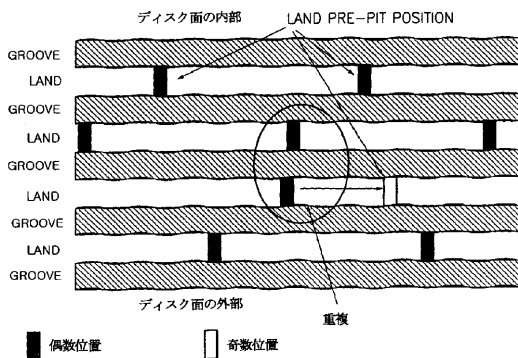 ディスク面の内部
LAND PRE-PIT POSITION
GROOVE
LAND
GROOVE
LAND
GROOVE
LAND
GROOVE
LAND
GROOVE
ディスク面の外部
重複
偶数位置
奇数位置